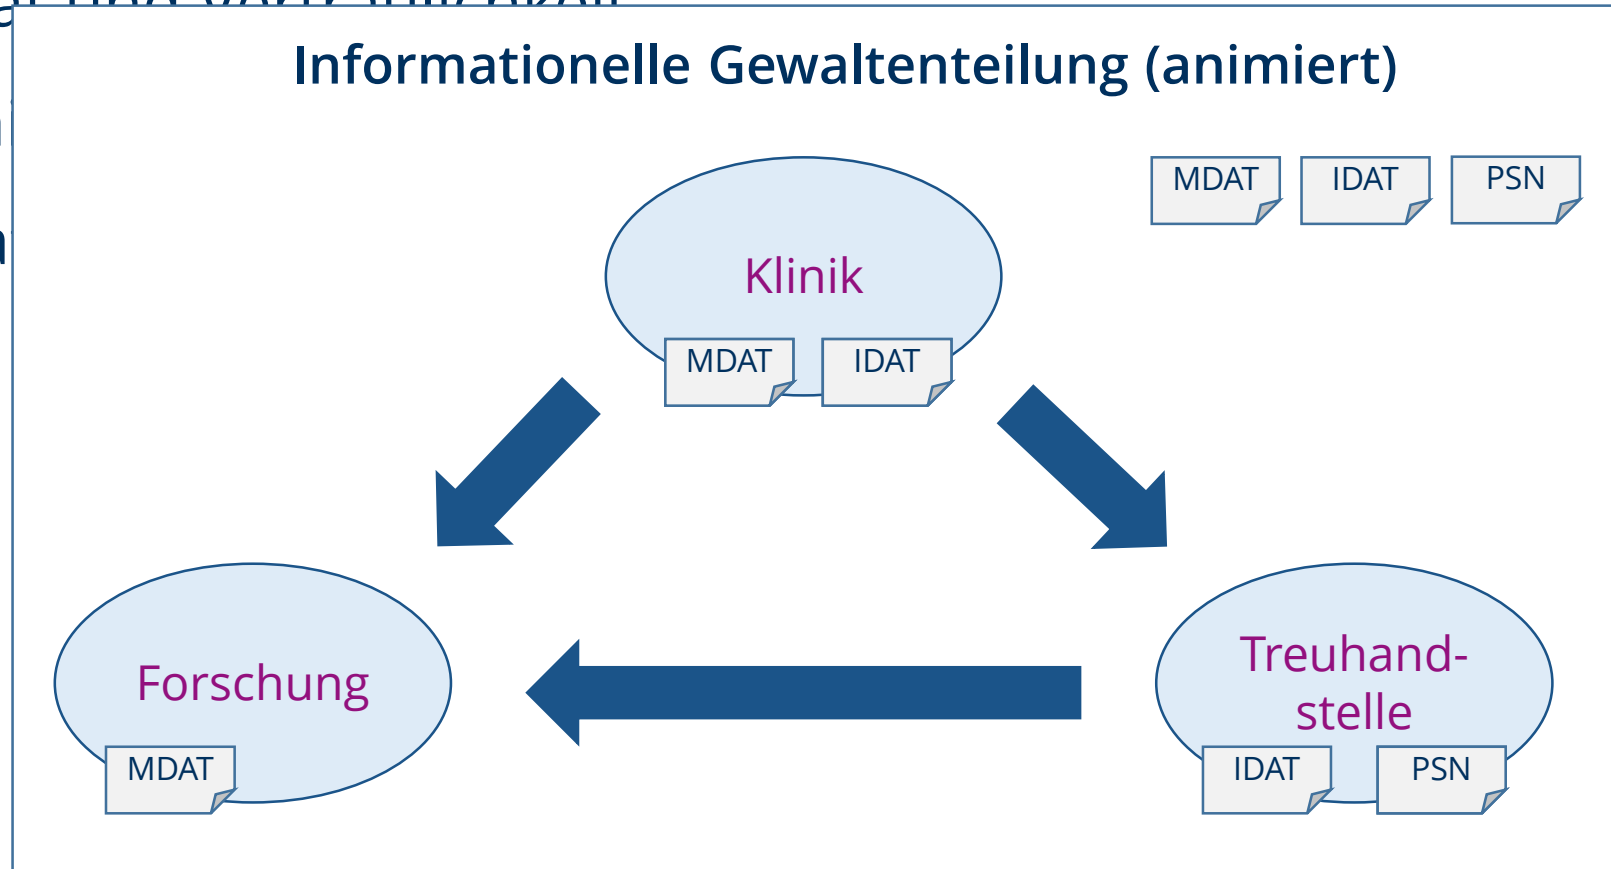 Informationelle Gewaltenteilung (animiert)
MDAT
IDAT
PSN
Klinik
MDAT
IDAT
Forschung
MDAT
Treuhand-
stelle
IDAT
PSN